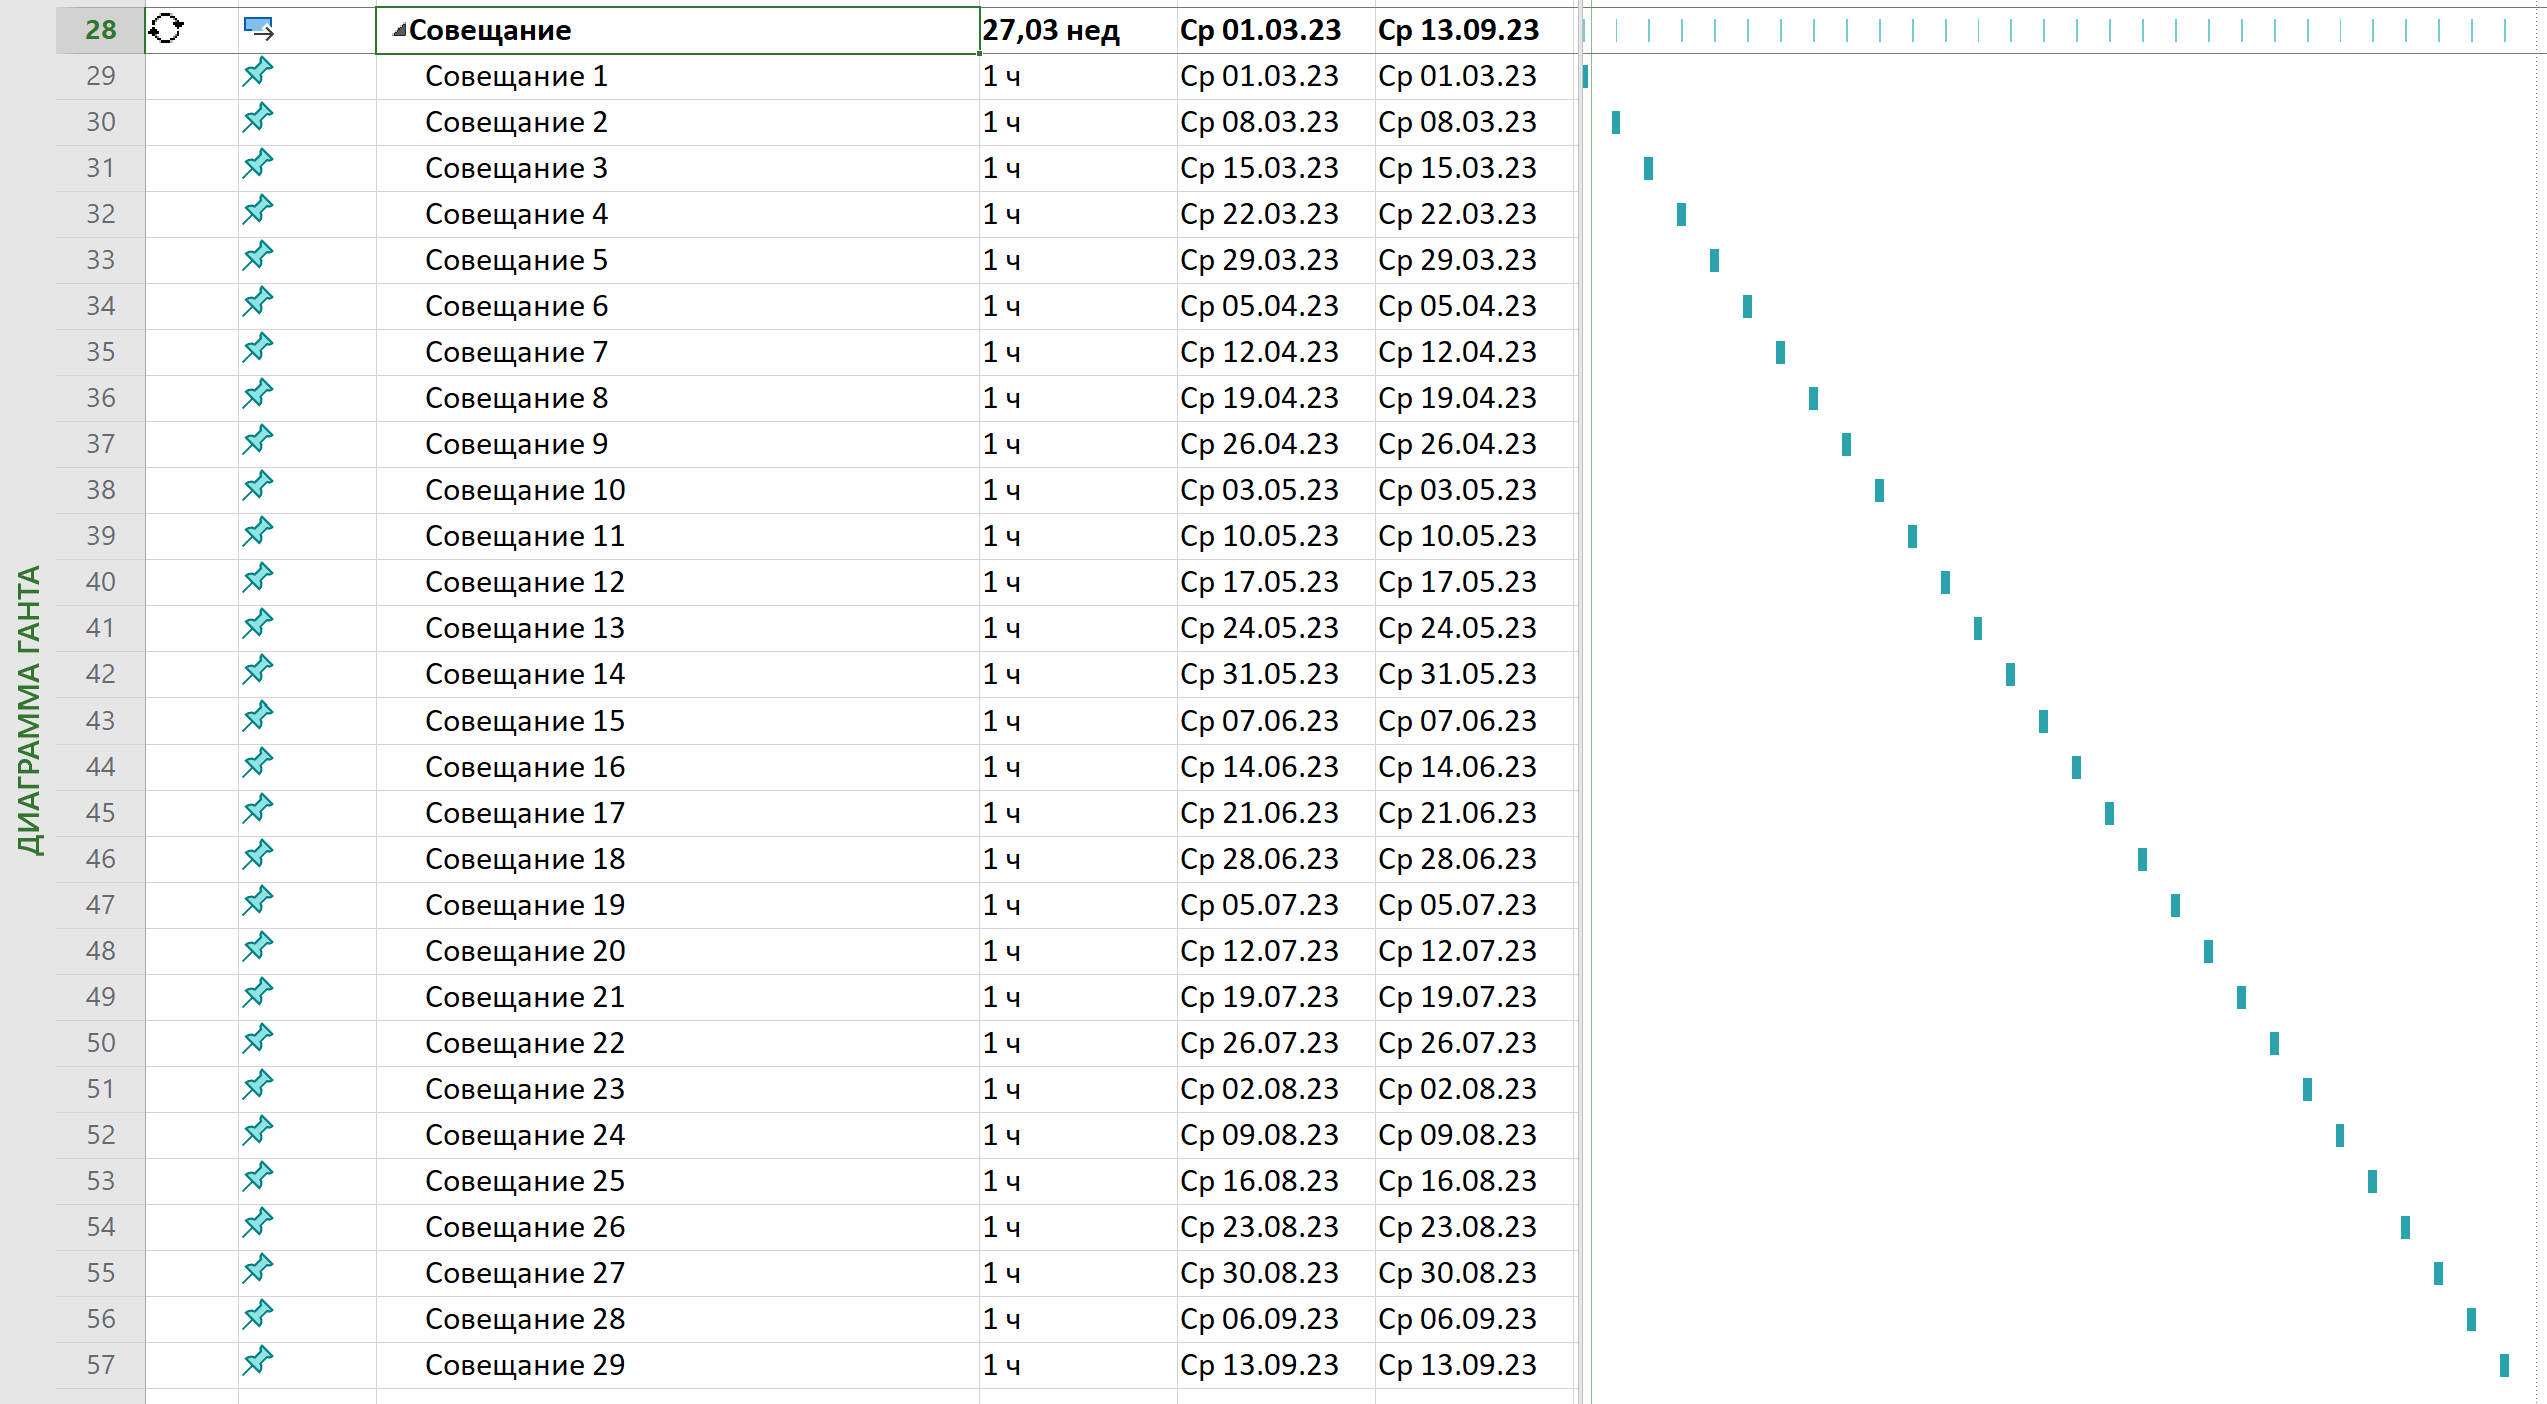 ДИАГРАММА ГАНТА
28 Совещание 27,03 нед Ср 01.03.23 Ср 13.09.23
29 Совещание 1 1 ч Ср 01.03.23 Ср 01.03.23
30 Совещание 2 1 ч Ср 08.03.23 Ср 08.03.23
31 Совещание 3 1 ч Ср 15.03.23 Ср 15.03.23
32 Совещание 4 1 ч Ср 22.03.23 Ср 22.03.23
33 Совещание 5 1 ч Ср 29.03.23 Ср 29.03.23
34 Совещание 6 1 ч Ср 05.04.23 Ср 05.04.23
35 Совещание 7 1 ч Ср 12.04.23 Ср 12.04.23
36 Совещание 8 1 ч Ср 19.04.23 Ср 19.04.23
37 Совещание 9 1 ч Ср 26.04.23 Ср 26.04.23
38 Совещание 10 1 ч Ср 03.05.23 Ср 03.05.23
39 Совещание 11 1 ч Ср 10.05.23 Ср 10.05.23
40 Совещание 12 1 ч Ср 17.05.23 Ср 17.05.23
41 Совещание 13 1 ч Ср 24.05.23 Ср 24.05.23
42 Совещание 14 1 ч Ср 31.05.23 Ср 31.05.23
43 Совещание 15 1 ч Ср 07.06.23 Ср 07.06.23
44 Совещание 16 1 ч Ср 14.06.23 Ср 14.06.23
45 Совещание 17 1 ч Ср 21.06.23 Ср 21.06.23
46 Совещание 18 1 ч Ср 28.06.23 Ср 28.06.23
47 Совещание 19 1 ч Ср 05.07.23 Ср 05.07.23
48 Совещание 20 1 ч Ср 12.07.23 Ср 12.07.23
49 Совещание 21 1 ч Ср 19.07.23 Ср 19.07.23
50 Совещание 22 1 ч Ср 26.07.23 Ср 26.07.23
51 Совещание 23 1 ч Ср 02.08.23 Ср 02.08.23
52 Совещание 24 1 ч Ср 09.08.23 Ср 09.08.23
53 Совещание 25 1 ч Ср 16.08.23 Ср 16.08.23
54 Совещание 26 1 ч Ср 23.08.23 Ср 23.08.23
55 Совещание 27 1 ч Ср 30.08.23 Ср 30.08.23
56 Совещание 28 1 ч Ср 06.09.23 Ср 06.09.23
57 Совещание 29 1 ч Ср 13.09.23 Ср 13.09.23